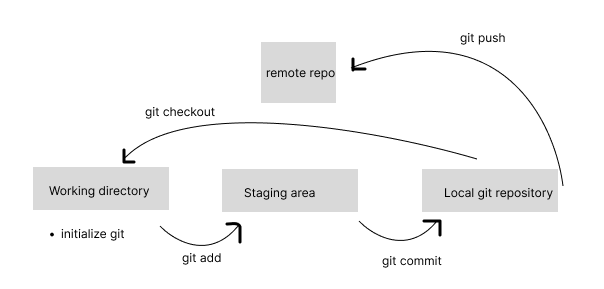 git push
remote repo
git checkout
Working directory
Staging area
Local git repository
• initialize git
git add
git commit